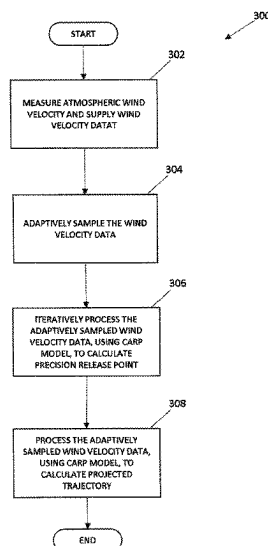 300
START
302
MEASURE ATMOSPHERIC WIND
VELOCITY AND SUPPLY WIND
VELOCITY DATAT
304
ADAPTIVELY SAMPLE THE WIND
VELOCITY DATA
306
ITERATIVELY PROCESS THE
ADAPTIVELY SAMPLED WIND
VELOCITY DATA, USING CARP
MODEL, TO CALCULATE
PRECISION RELEASE POINT
308
PROCESS THE ADAPTIVELY
SAMPLED WIND VELOCITY DATA,
USING CARP MODEL, TO
CALCULATE PROJECTED
TRAJECTORY
END